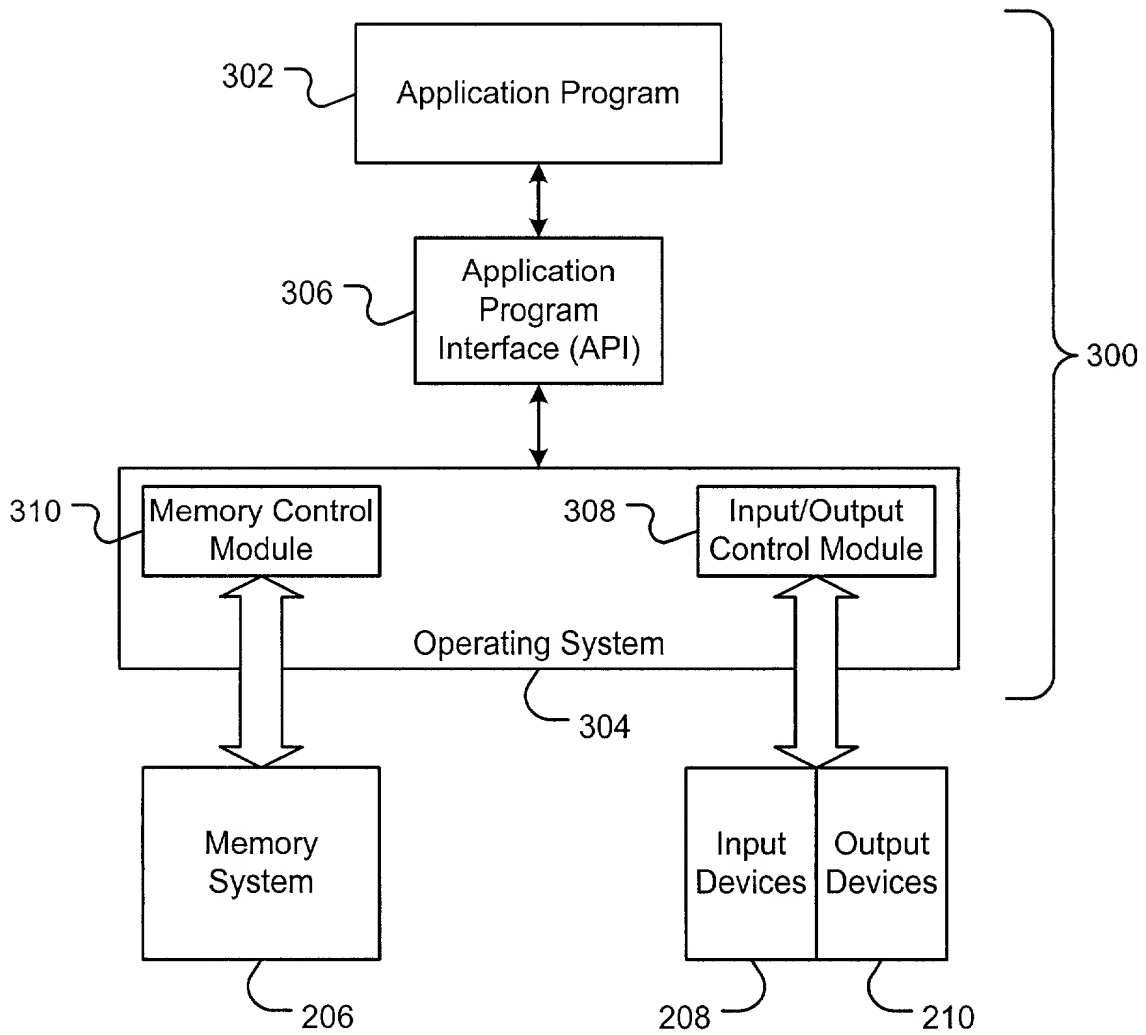 302
Application Program
306
Application
Program
Interface (API)
300
310
Memory Control
Module
308
Input/Output
Control Module
Operating System
304
Memory
System
Input
Devices
Output
Devices
206
208
210